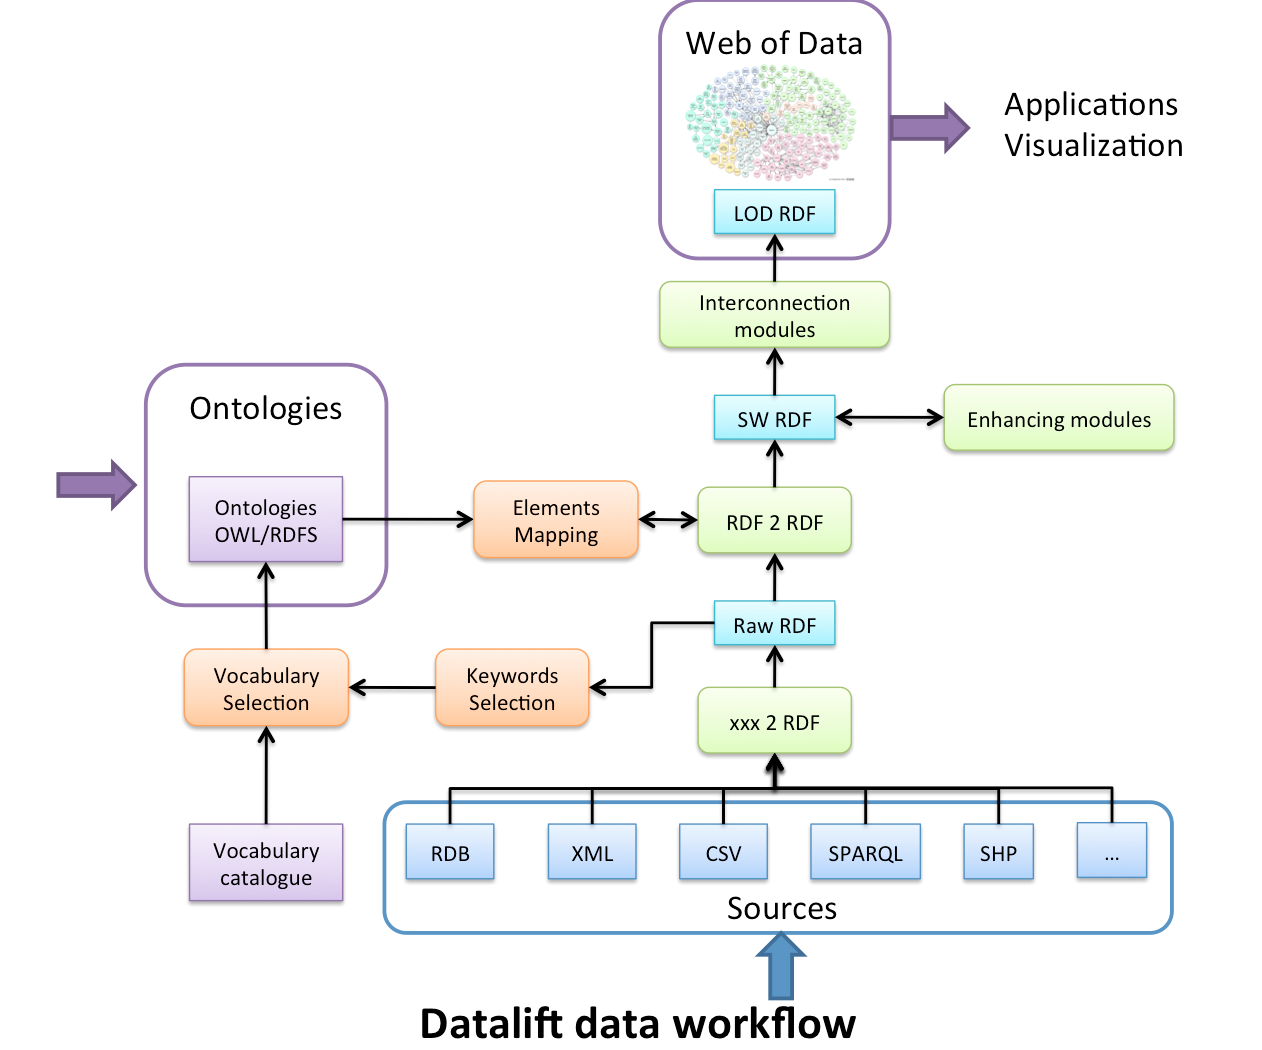 Web of Data
Applications
Visualization
LOD RDF
Interconnection
modules
Ontologies
SW RDF
Enhancing modules
Ontologies
OWL/RDFS
Elements
Mapping
RDF 2 RDF
Raw RDF
Vocabulary
Selection
Keywords
Selection
xxx 2 RDF
Vocabulary
catalogue
RDB
XML
CSV
SPARQL
SHP
...
Sources
Datalift data workflow